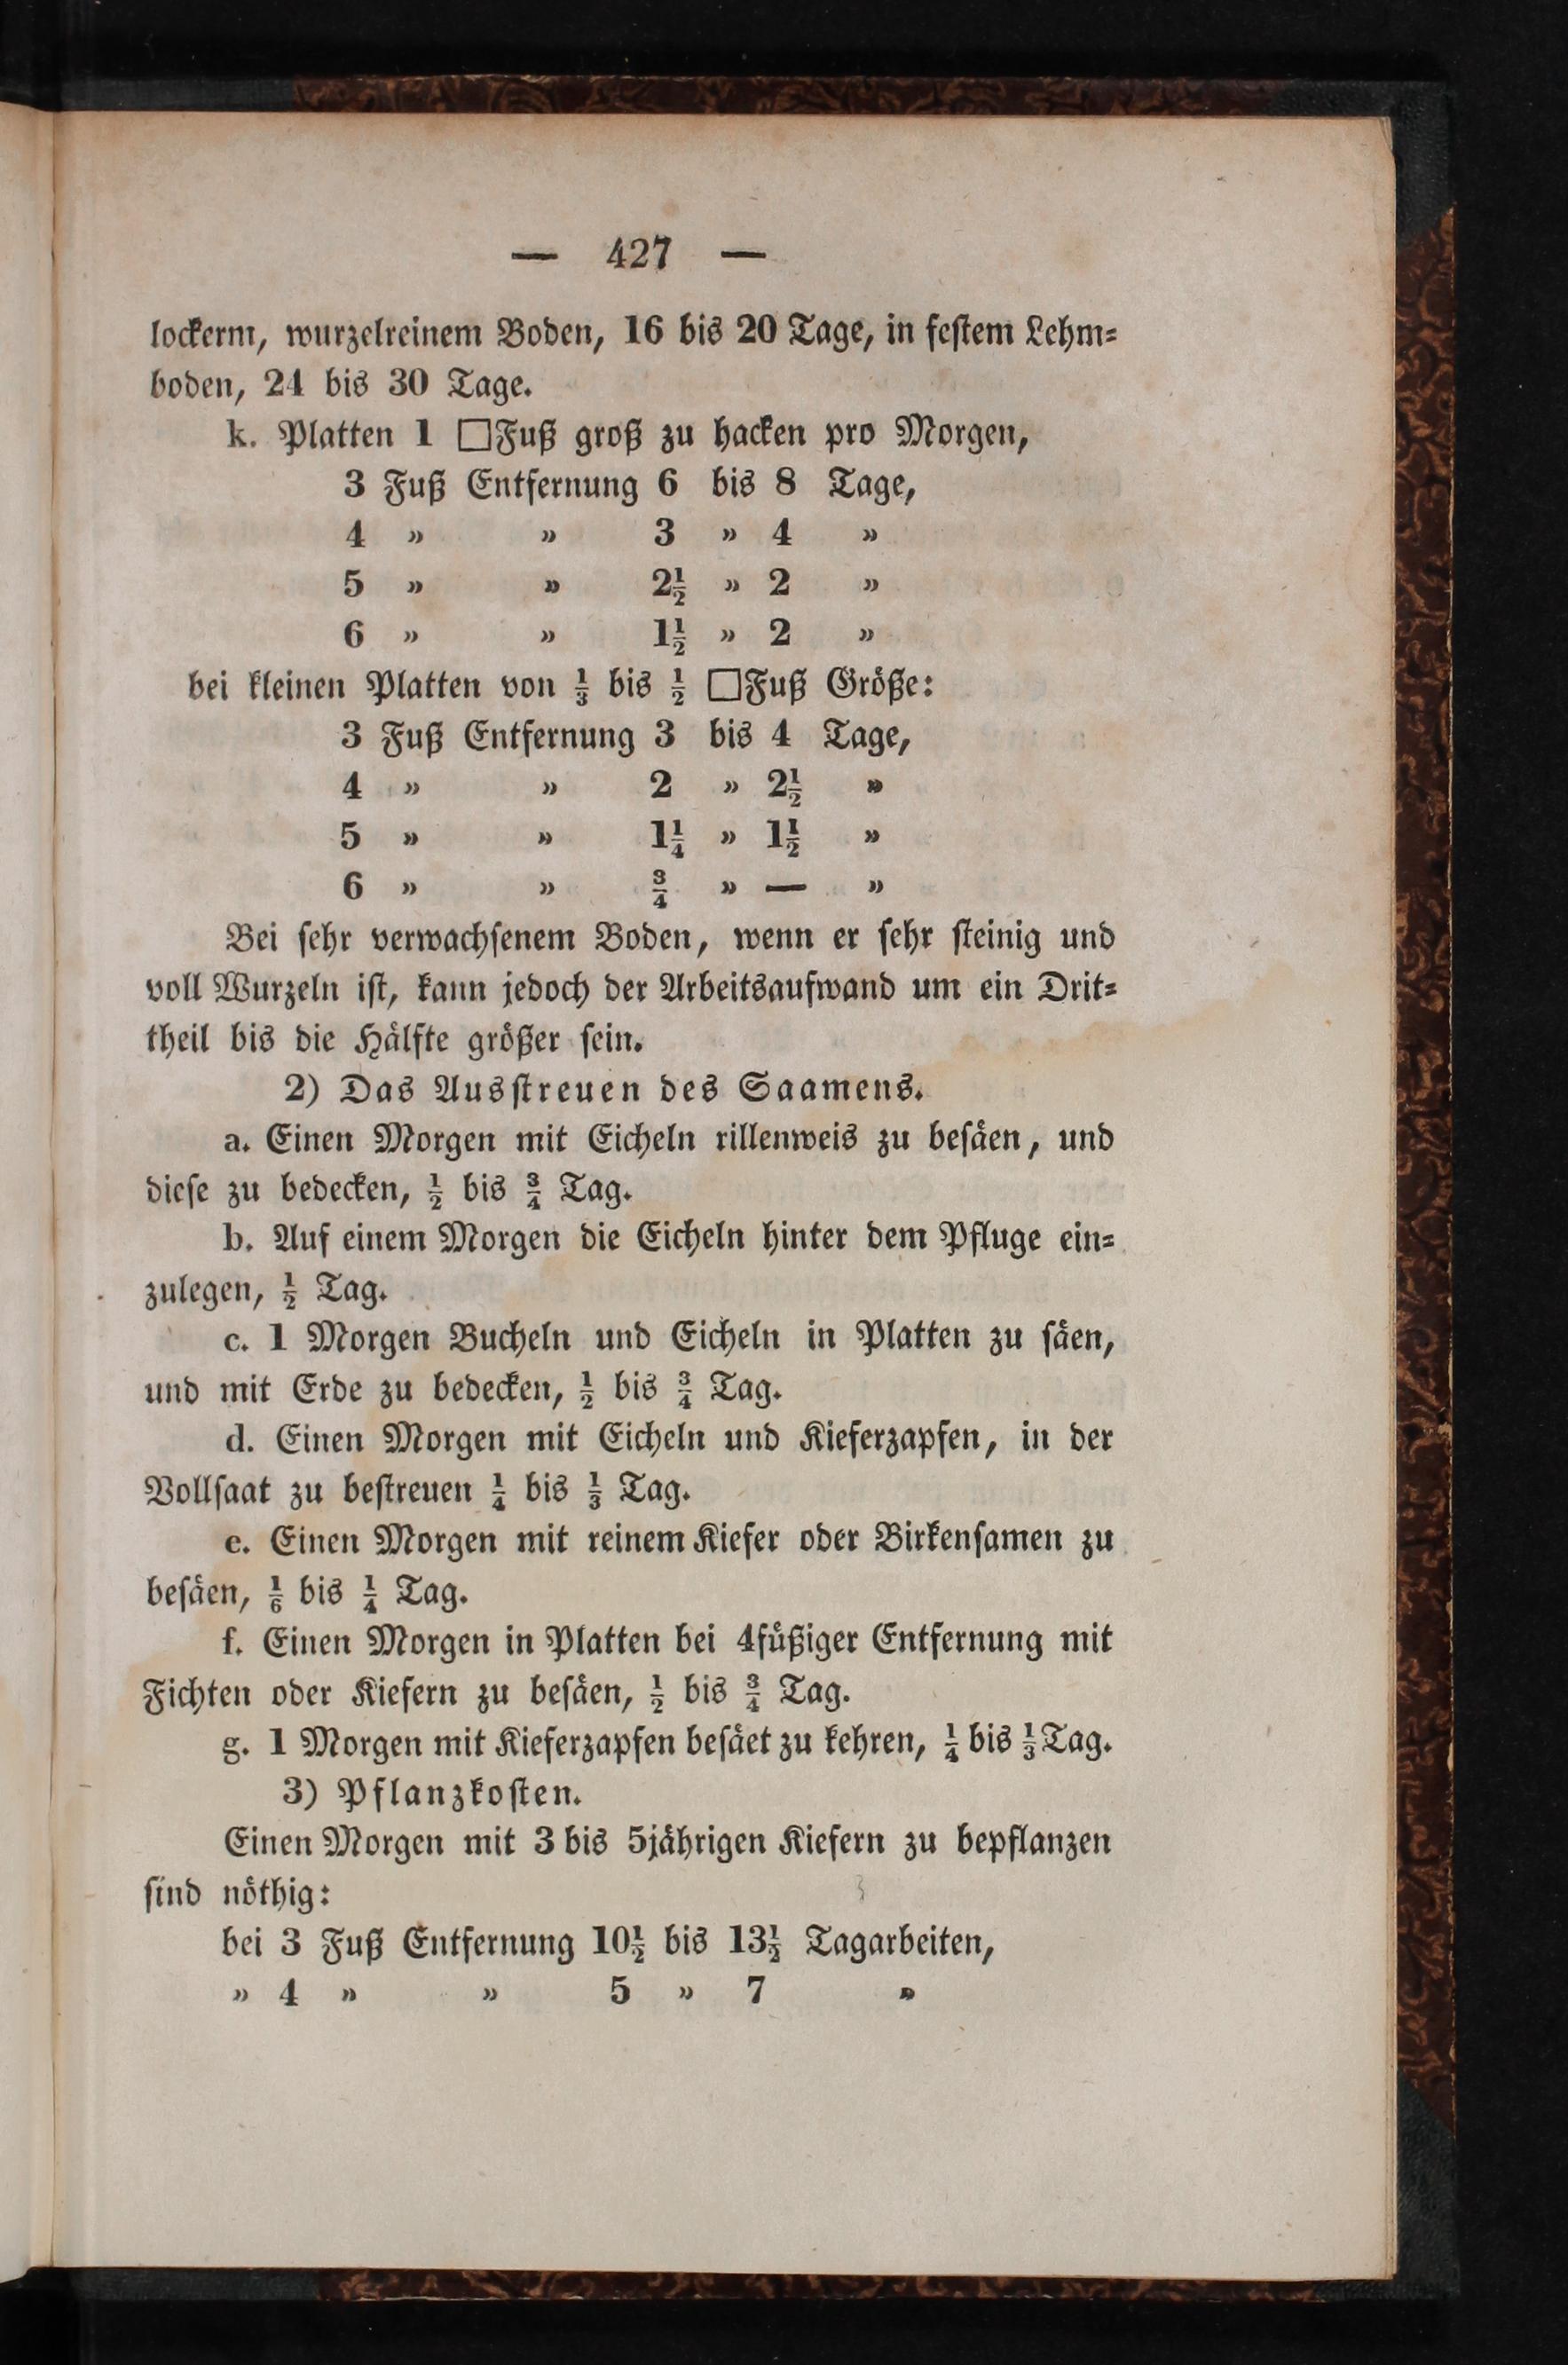 — 427 —
lockerm, wurzelreinem Boden, 16 bis 20 Tage, in festem Lehm⸗
boden, 24 bis 30 Tage.
k. Platten 1 □Fuß groß zu hacken pro Morgen,
3 Fuß Entfernung 6 bis 8 Tage,
4 » » 3 » 4 »
5 » » 2½ » 2 »
6 » » 1½ » 2 »
bei kleinen Platten von ⅓ bis ½ □Fuß Größe:
3 Fuß Entfernung 3 bis 4 Tage,
4 » » 2 » 2½ »
5 » » 1¼ » 1½ »
6 » » ¾ » — »
Bei sehr verwachsenem Boden, wenn er sehr steinig und
voll Wurzeln ist, kann jedoch der Arbeitsaufwand um ein Drit⸗
theil bis die Hälfte größer sein.
2) Das Ausstreuen des Saamens.
a. Einen Morgen mit Eicheln rillenweis zu besäen, und
diese zu bedecken, ½ bis ¾ Tag.
b. Auf einem Morgen die Eicheln hinter dem Pfluge ein⸗
zulegen, ½ Tag.
c. 1 Morgen Bucheln und Eicheln in Platten zu säen,
und mit Erde zu bedecken, ½ bis ¾ Tag.
d. Einen Morgen mit Eicheln und Kieferzapfen, in der
Vollsaat zu bestreuen ¼ bis ⅓ Tag.
e. Einen Morgen mit reinem Kiefer oder Birkensamen zu
besäen, ⅙ bis ¼ Tag.
f. Einen Morgen in Platten bei 4füßiger Entfernung mit
Fichten oder Kiefern zu besäen, ½ bis ¾ Tag.
g. 1 Morgen mit Kieferzapfen besäet zu kehren, ¼ bis ⅓ Tag.
3) Pflanzkosten.
Einen Morgen mit 3 bis 5jährigen Kiefern zu bepflanzen
sind nöthig:
bei 3 Fuß Entfernung 10½ bis 13½ Tagarbeiten,
» 4 » » 5 » 7 »